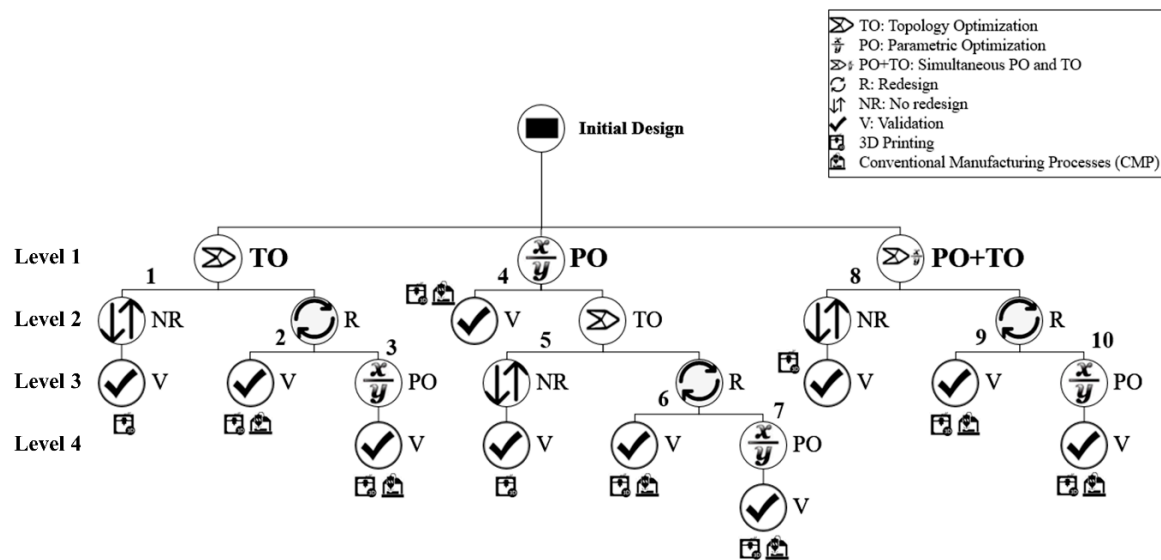 TO: Topology Optimization
PO: Parametric Optimization
PO+TO: Simultaneous PO and TO
R: Redesign
NR: No redesign
V: Validation
3D Printing
Conventional Manufacturing Processes (CMP)
Initial Design
Level 1
TO
x/y PO
PO+TO
1
4
8
Level 2
NR
R
V
TO
NR
R
2
3
5
9
10
Level 3
V
V
x/y PO
NR
R
V
V
x/y PO
6
7
Level 4
V
V
V
x/y PO
V
V